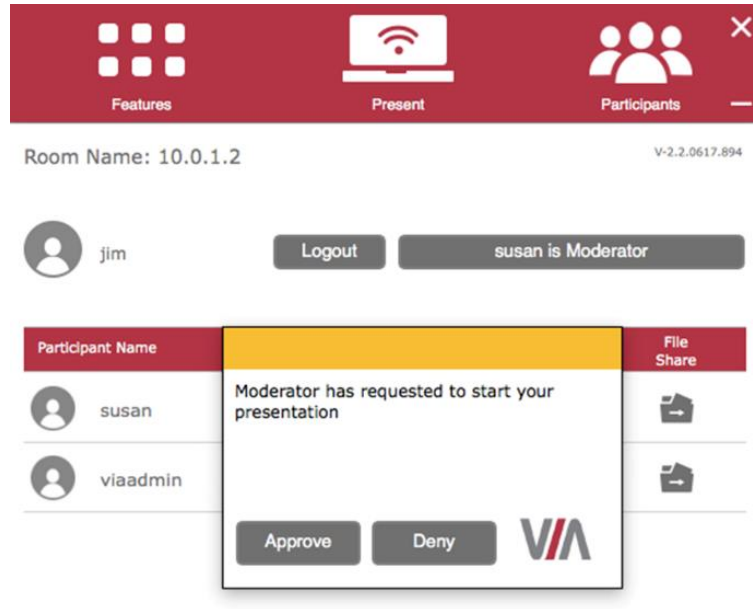 Features
Present
Participants
Room Name: 10.0.1.2
V-2.2.0617.894
jim
Logout
susan is Moderator
Participant Name
File
Share
Moderator has requested to start your
presentation
susan
viaadmin
Approve
Deny
VIA